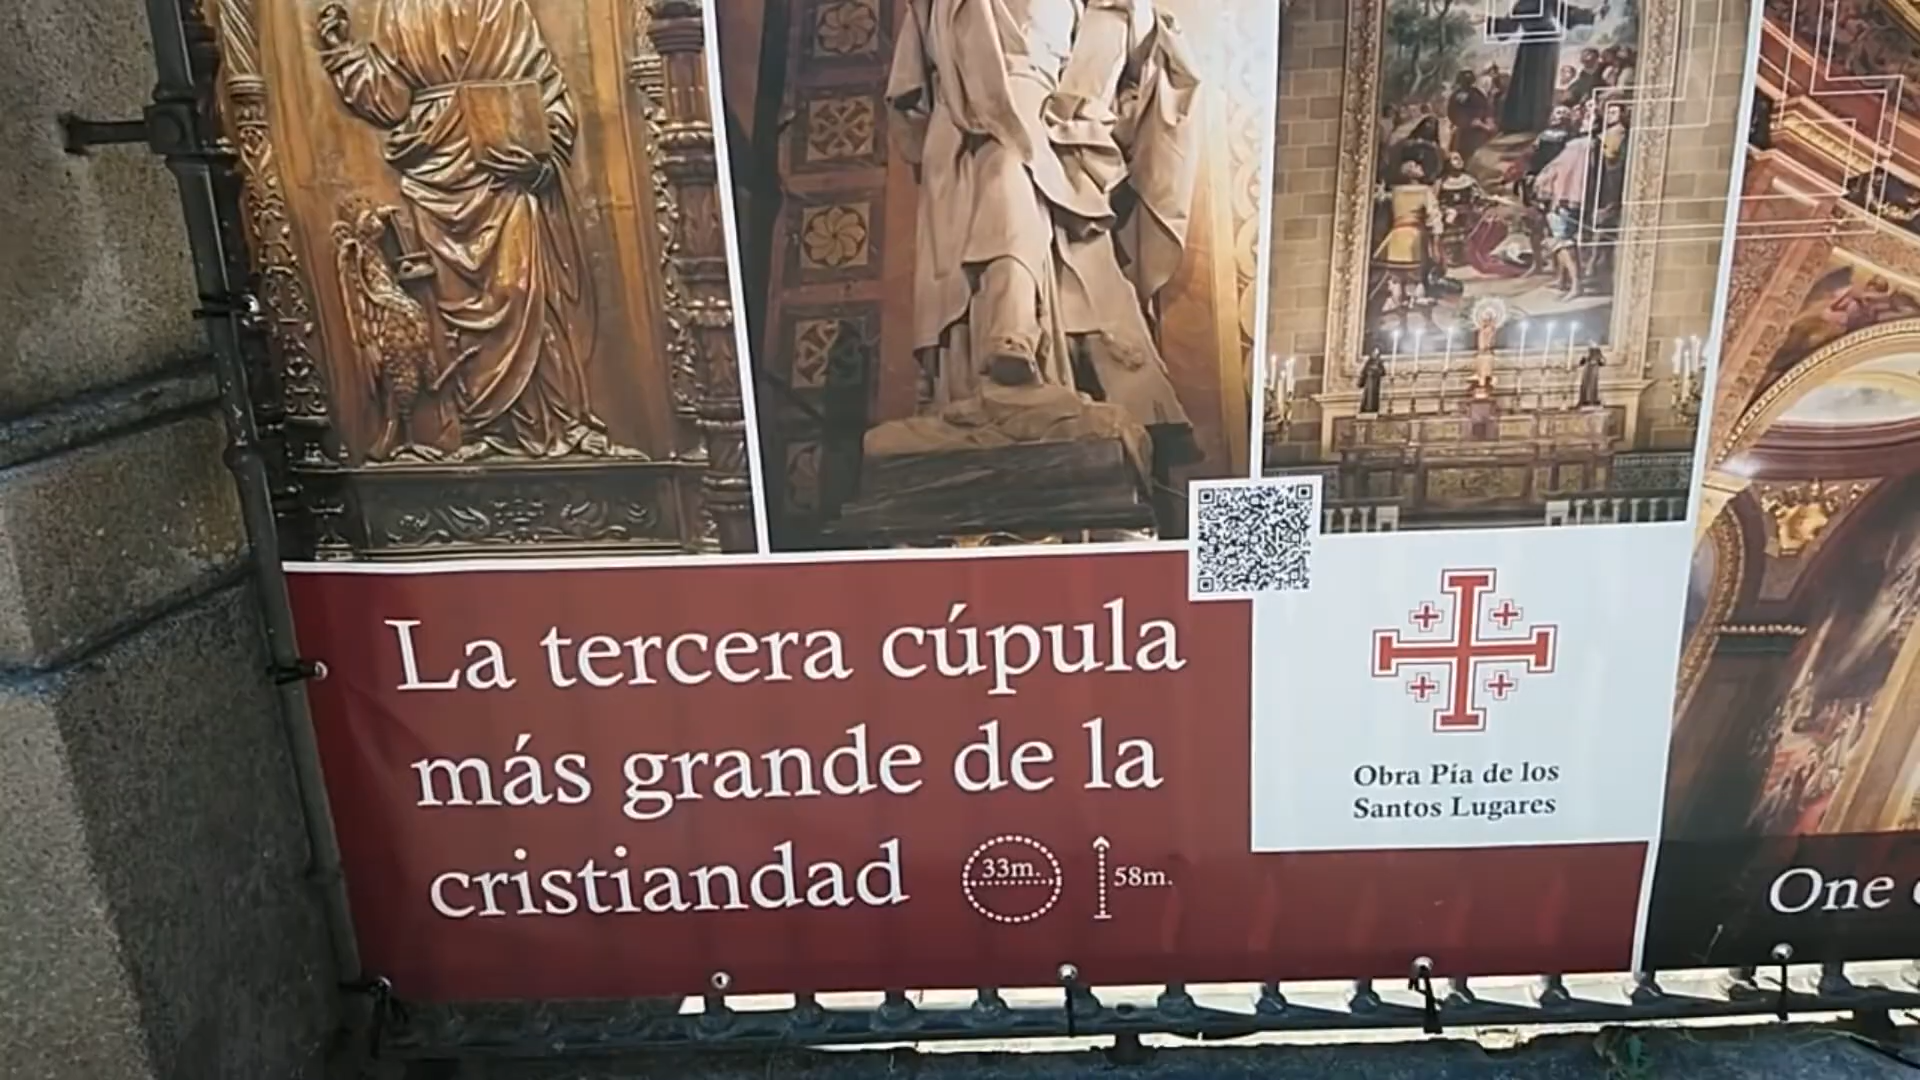 La tercera cúpula
más grande de la
cristiandad
33m.
58m.
Obra Pía de los
Santos Lugares
One